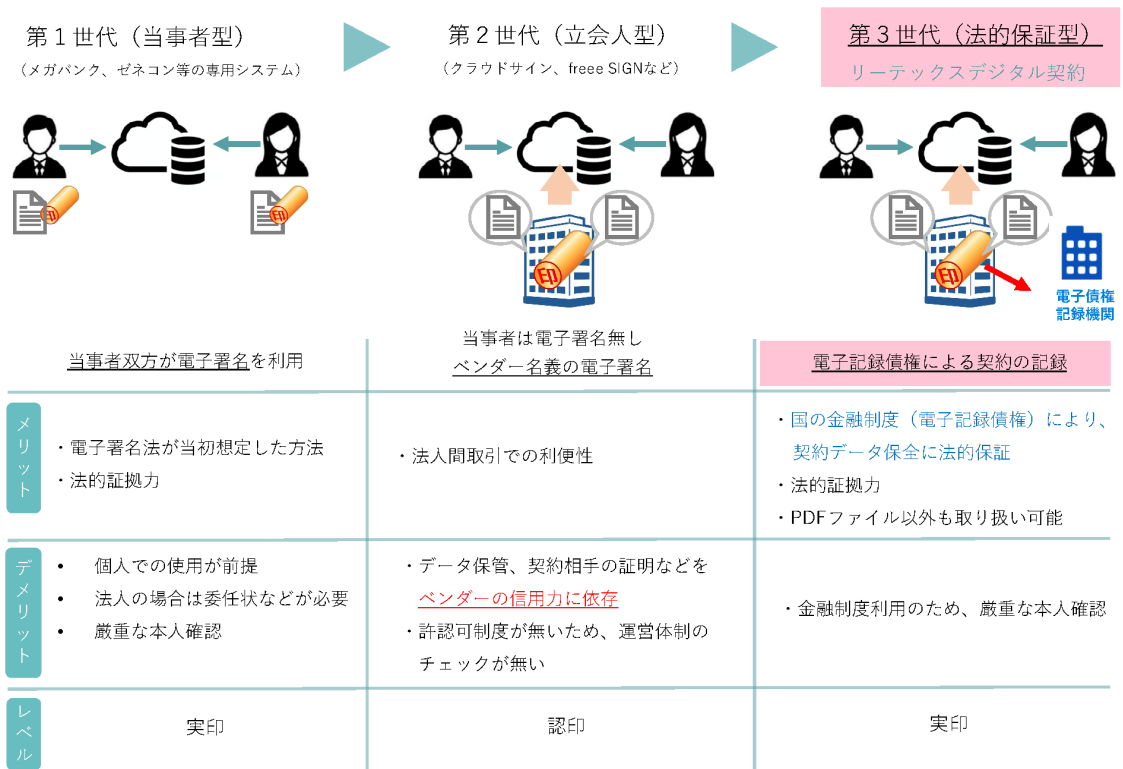 第１世代（当事者型）
（メガバンク、ゼネコン等の専用システム）
第２世代（立会人型）
（クラウドサイン、freee SIGNなど）
第３世代（法的保証型）
リーテックスデジタル契約
印
印
印
印
電子債権
記録機関
当事者双方が電子署名を利用
当事者は電子署名無し
ベンダー名義の電子署名
電子記録債権による契約の記録
メリット
・電子署名法が当初想定した方法
・法的証拠力
・法人間取引での利便性
・国の金融制度（電子記録債権）により、
契約データ保全に法的保証
・法的証拠力
・PDFファイル以外も取り扱い可能
デメリット
• 個人での使用が前提
• 法人の場合は委任状などが必要
• 厳重な本人確認
・データ保管、契約相手の証明などを
ベンダーの信用力に依存
・許認可制度が無いため、運営体制の
チェックが無い
・金融制度利用のため、厳重な本人確認
レベル
実印
認印
実印